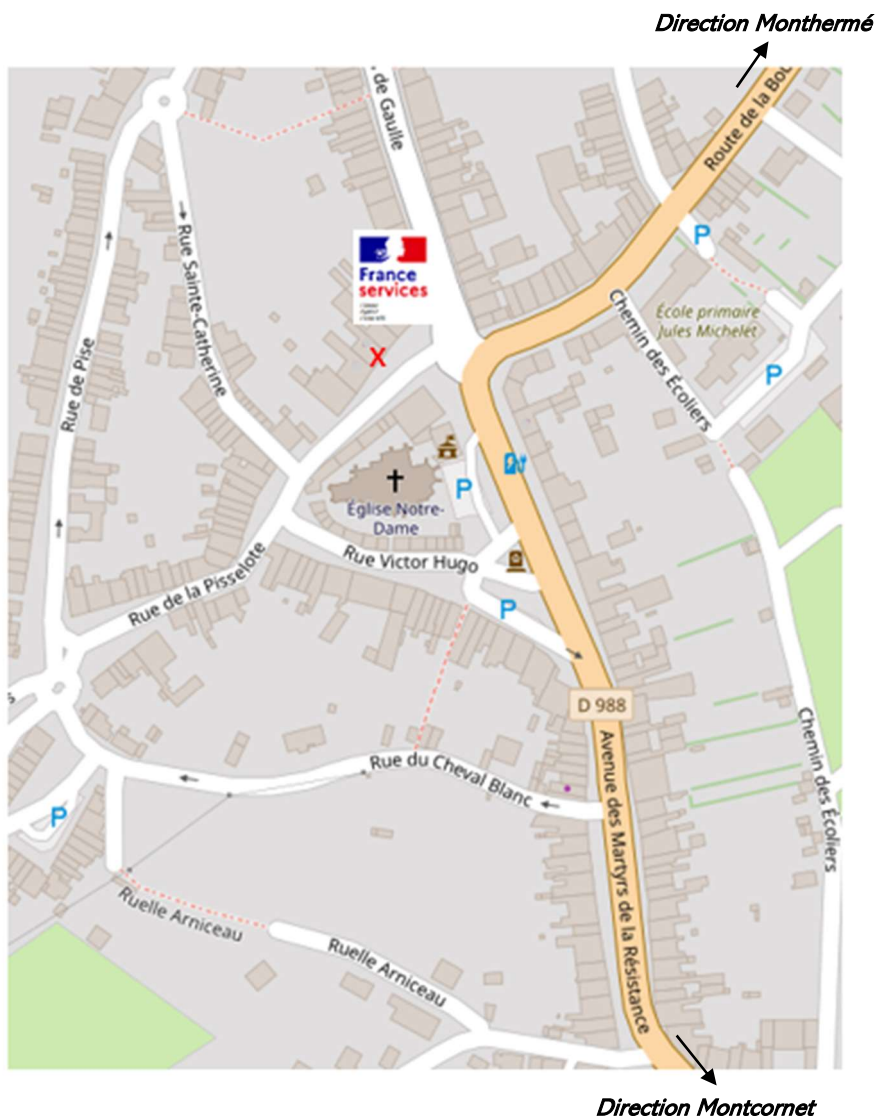 Direction Monthermé
de Gaulle
Route de la
Rue Sainte-Catherine
France
services
Rue de Pise
X
Chemin des Écoliers
École primaire
Jules Michelet
P
P
P
Église Notre-
Dame
Rue Victor Hugo
Rue de la Pisselote
P
D 988
Avenue des Martyrs de la Résistance
Chemin des Écoliers
Rue du Cheval Blanc
P
Ruelle Arniceau
Ruelle Arniceau
Direction Montcornet